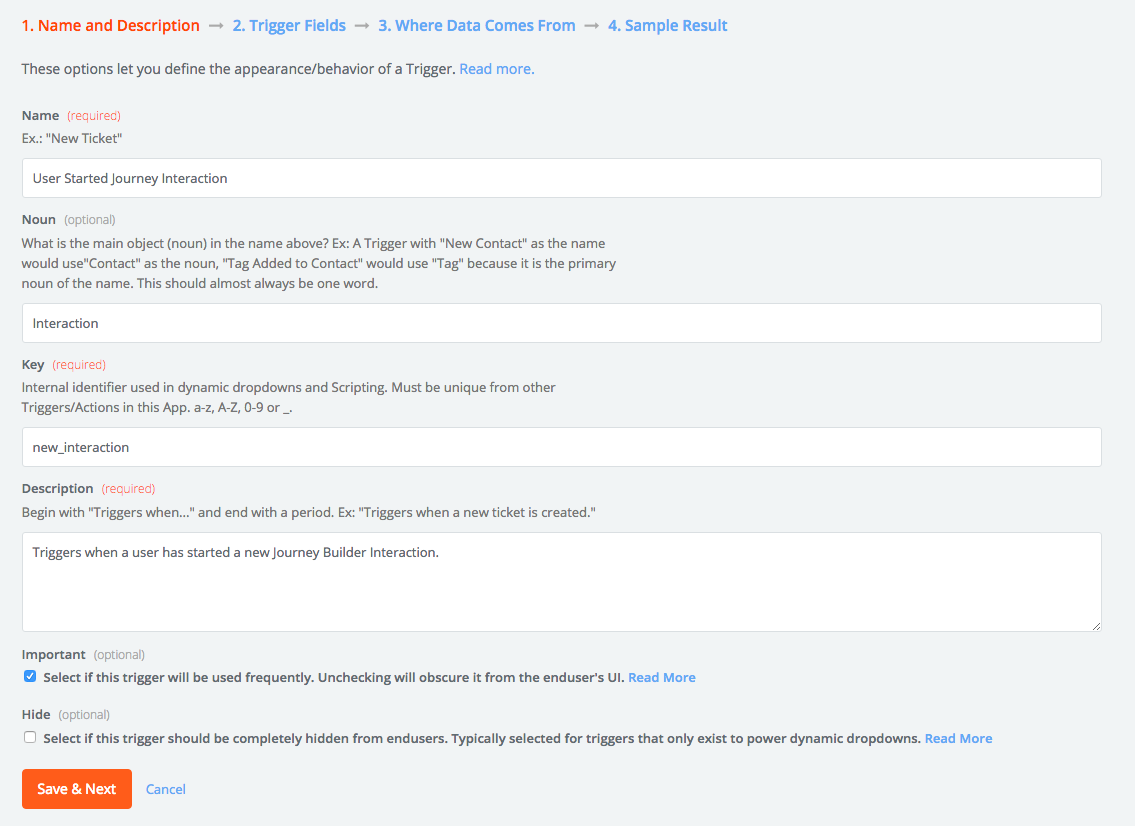 1. Name and Description → 2. Trigger Fields → 3. Where Data Comes From → 4. Sample Result
These options let you define the appearance/behavior of a Trigger. Read more.
Name (required)
Ex.: "New Ticket"
User Started Journey Interaction
Noun (optional)
What is the main object (noun) in the name above? Ex: A Trigger with "New Contact" as the name
would use"Contact" as the noun, "Tag Added to Contact" would use "Tag" because it is the primary
noun of the name. This should almost always be one word.
Interaction
Key (required)
Internal identifier used in dynamic dropdowns and Scripting. Must be unique from other
Triggers/Actions in this App. a-z, A-Z, 0-9 or _.
new_interaction
Description (required)
Begin with "Triggers when..." and end with a period. Ex: "Triggers when a new ticket is created."
Triggers when a user has started a new Journey Builder Interaction.
Important (optional)
Select if this trigger will be used frequently. Unchecking will obscure it from the enduser's UI. Read More
Hide (optional)
Select if this trigger should be completely hidden from endusers. Typically selected for triggers that only exist to power dynamic dropdowns. Read More
Save & Next Cancel